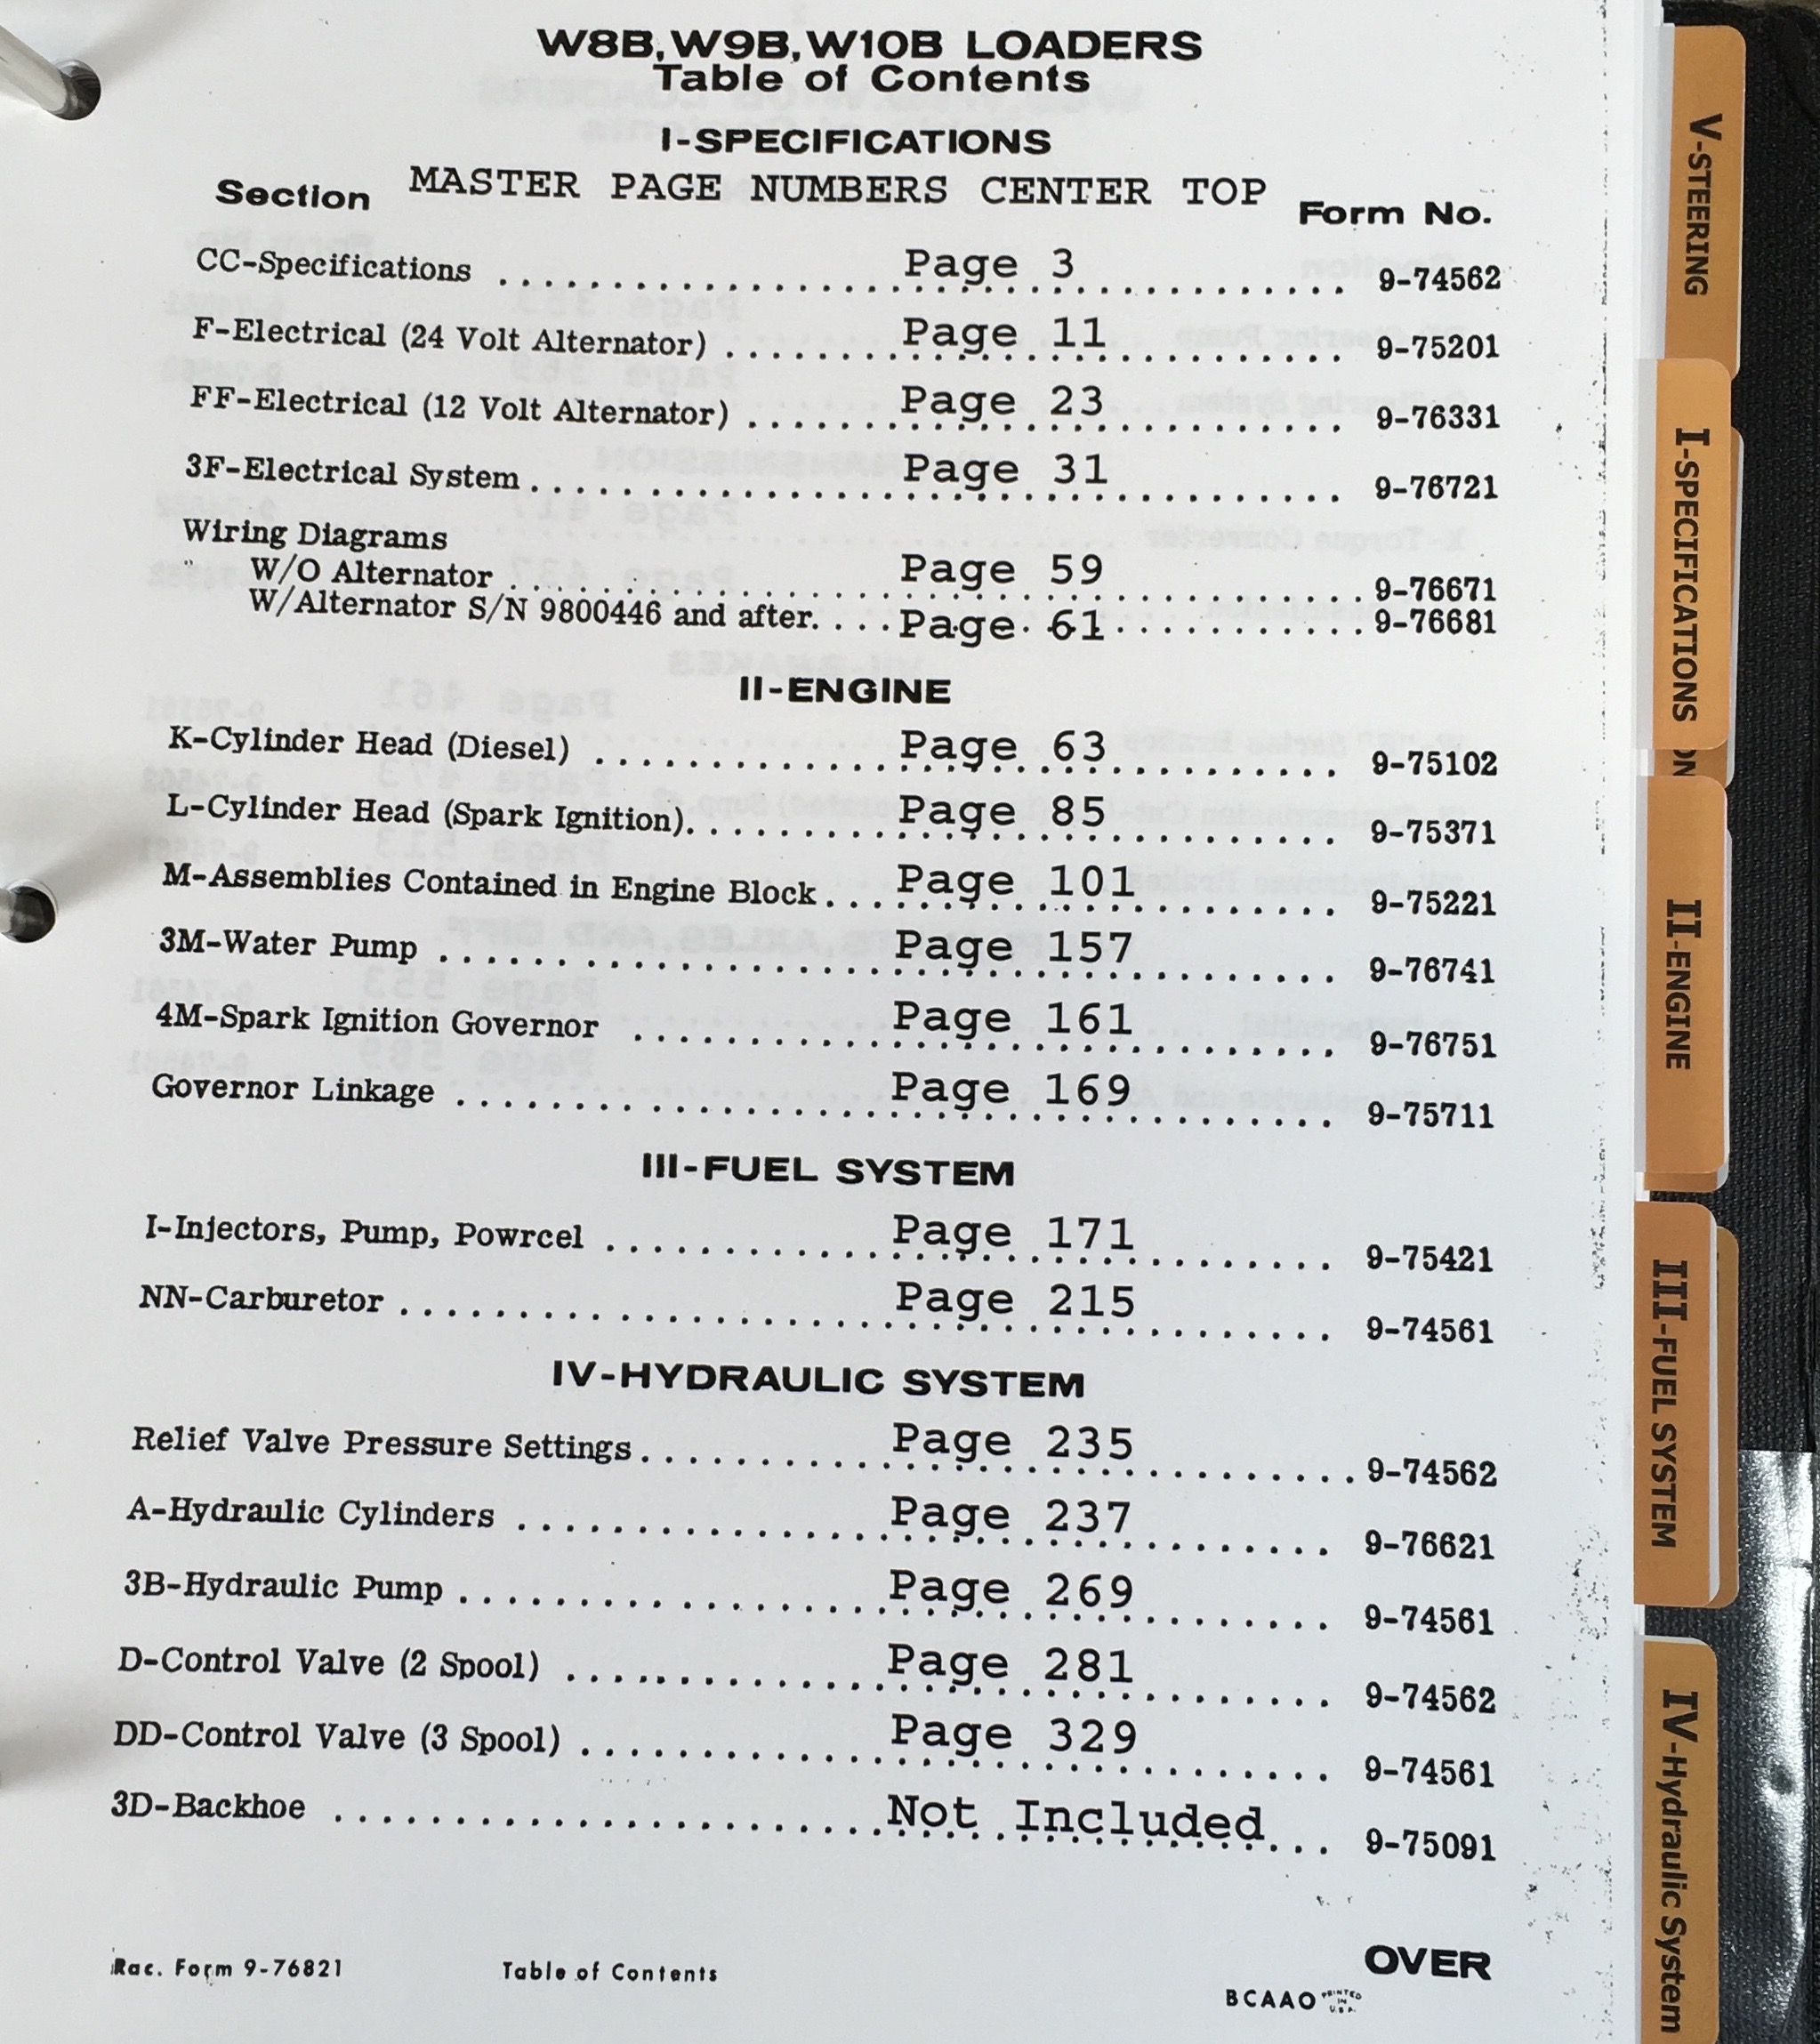 W8B, W9B, W10B LOADERS
Table of Contents
I-SPECIFICATIONS
Section MASTER PAGE NUMBERS CENTER TOP Form No.
CC-Specifications . . . . . Page 3 . . . . . 9-74562
F-Electrical (24 Volt Alternator) . . . . . Page 11 . . . . . 9-75201
FF-Electrical (12 Volt Alternator) . . . . . Page 23 . . . . . 9-76331
3F-Electrical System . . . . . Page 31 . . . . . 9-76721
Wiring Diagrams
W/O Alternator . . . . . Page 59 . . . . . 9-76671
W/Alternator S/N 9800446 and after. . . . Page 61 . . . . . 9-76681
II-ENGINE
K-Cylinder Head (Diesel) . . . . . Page 63 . . . . . 9-75102
L-Cylinder Head (Spark Ignition). . . . . Page 85 . . . . . 9-75371
M-Assemblies Contained in Engine Block . . . . . Page 101 . . . . . 9-75221
3M-Water Pump . . . . . Page 157 . . . . . 9-76741
4M-Spark Ignition Governor . . . . . Page 161 . . . . . 9-76751
Governor Linkage . . . . . Page 169 . . . . . 9-75711
III-FUEL SYSTEM
I-Injectors, Pump, Powrcel . . . . . Page 171 . . . . . 9-75421
NN-Carburetor . . . . . Page 215 . . . . . 9-74561
IV-HYDRAULIC SYSTEM
Relief Valve Pressure Settings . . . . . Page 235 . . . . . 9-74562
A-Hydraulic Cylinders . . . . . Page 237 . . . . . 9-76621
3B-Hydraulic Pump . . . . . Page 269 . . . . . 9-74561
D-Control Valve (2 Spool) . . . . . Page 281 . . . . . 9-74562
DD-Control Valve (3 Spool) . . . . . Page 329 . . . . . 9-74561
3D-Backhoe . . . . . Not Included . . . 9-75091
OVER
Rac. Form 9-76821 Table of Contents
BCAAO PRINTED IN U.S.A.
V-STEERING
I-SPECIFICATIONS
ON
II-ENGINE
III-FUEL SYSTEM
IV-Hydraulic System